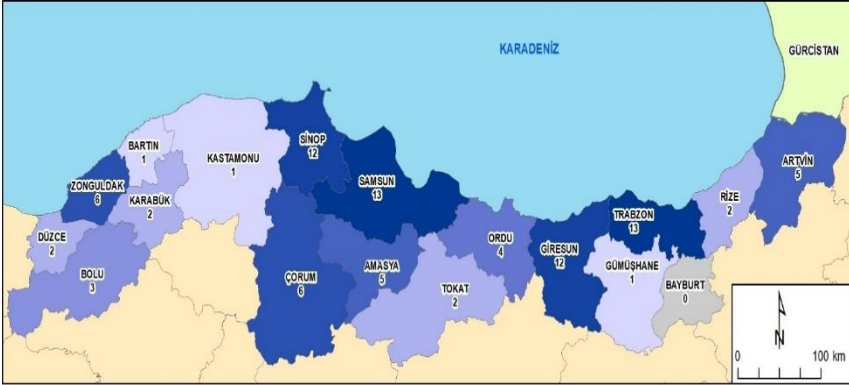 KARADENİZ
GÜRCİSTAN
BARTIN
1
KASTAMONU
1
SİNOP
12
ZONGULDAK
6
KARABÜK
2
SAMSUN
13
ARTVİN
5
RİZE
2
DÜZCE
2
TRABZON
13
BOLU
3
ÇORUM
6
AMASYA
5
ORDU
4
GİRESUN
12
GÜMÜŞHANE
1
TOKAT
2
BAYBURT
0
N
0
100 km